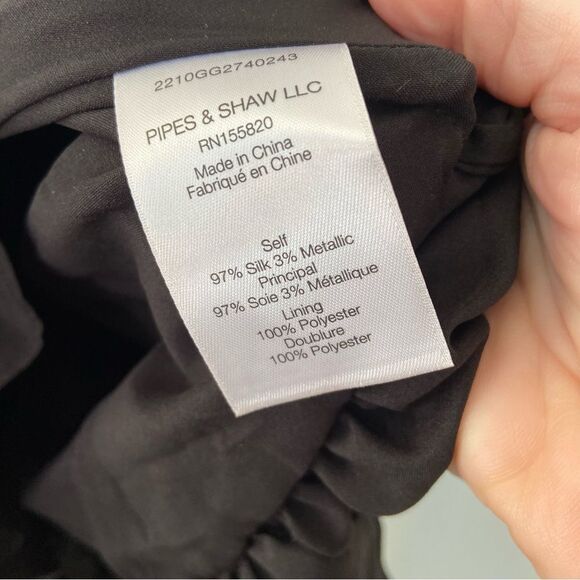 2210GG2740243
PIPES & SHAW LLC
RN155820
Made in China
Fabriqué en Chine
Self
97% Silk 3% Metallic
Principal
97% Soie 3% Métallique
Lining
100% Polyester
Doublure
100% Polyester